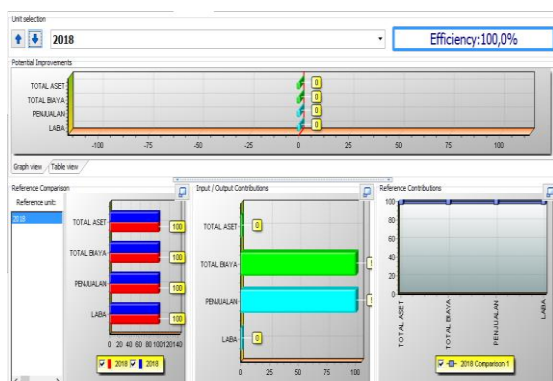 Unit selection
2018
Efficiency:100,0%
Potential Improvements
TOTAL ASET
TOTAL BIAYA
PENJUALAN
LABA
0
0
0
0
-100 -75 -50 -25 0 25 50 75 100
Graph view Table view
Reference Comparison
Reference unit:
2018
TOTAL ASET
TOTAL BIAYA
PENJUALAN
LABA
100
100
100
100
0 20 40 60 80 100120140
2018 2018
Input / Output Contributions
TOTAL ASET
TOTAL BIAYA
PENJUALAN
LABA
0
0
0 20 40 60 80 100
Reference Contributions
100
80
60
40
20
0
TOTAL ASET
TOTAL BIAYA
PENJUALAN
LABA
2018 Comparison 1